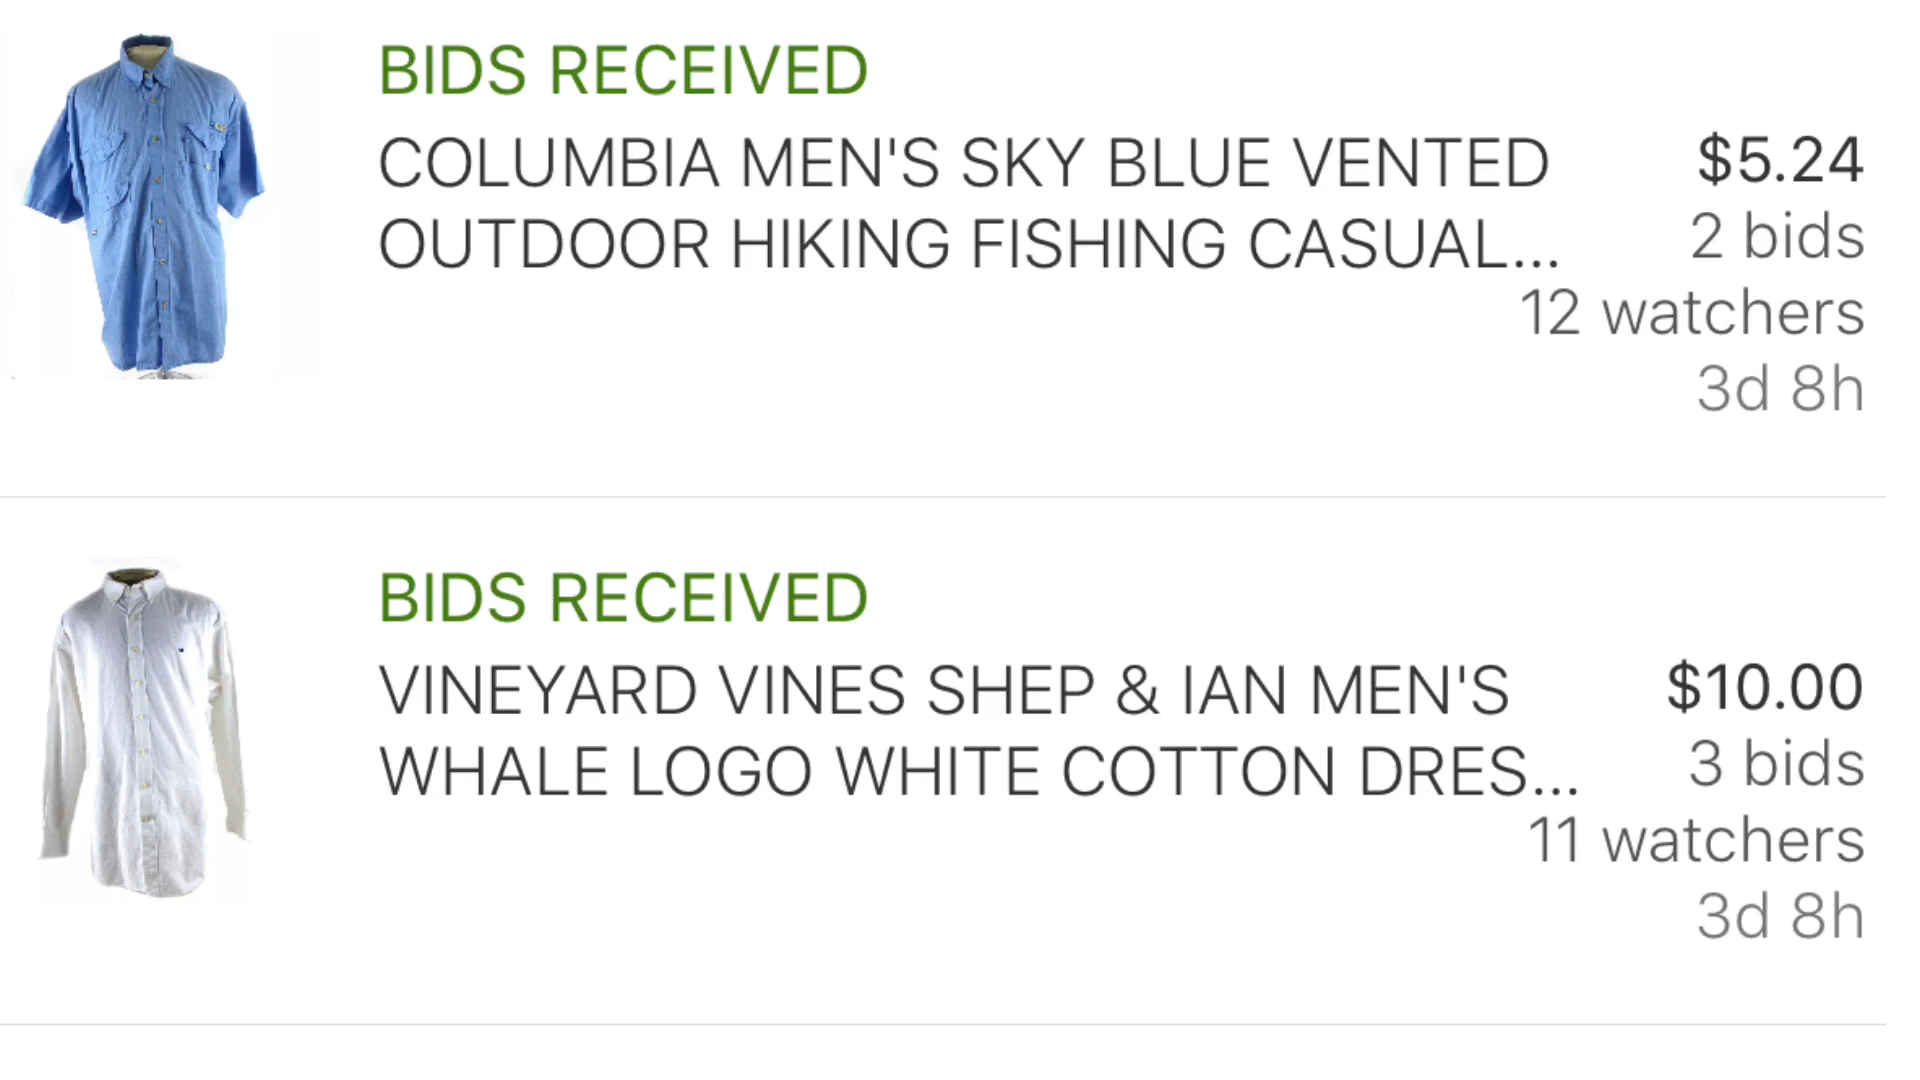 BIDS RECEIVED
COLUMBIA MEN'S SKY BLUE VENTED
OUTDOOR HIKING FISHING CASUAL...
$5.24
2 bids
12 watchers
3d 8h
BIDS RECEIVED
VINEYARD VINES SHEP & IAN MEN'S
WHALE LOGO WHITE COTTON DRES...
$10.00
3 bids
11 watchers
3d 8h